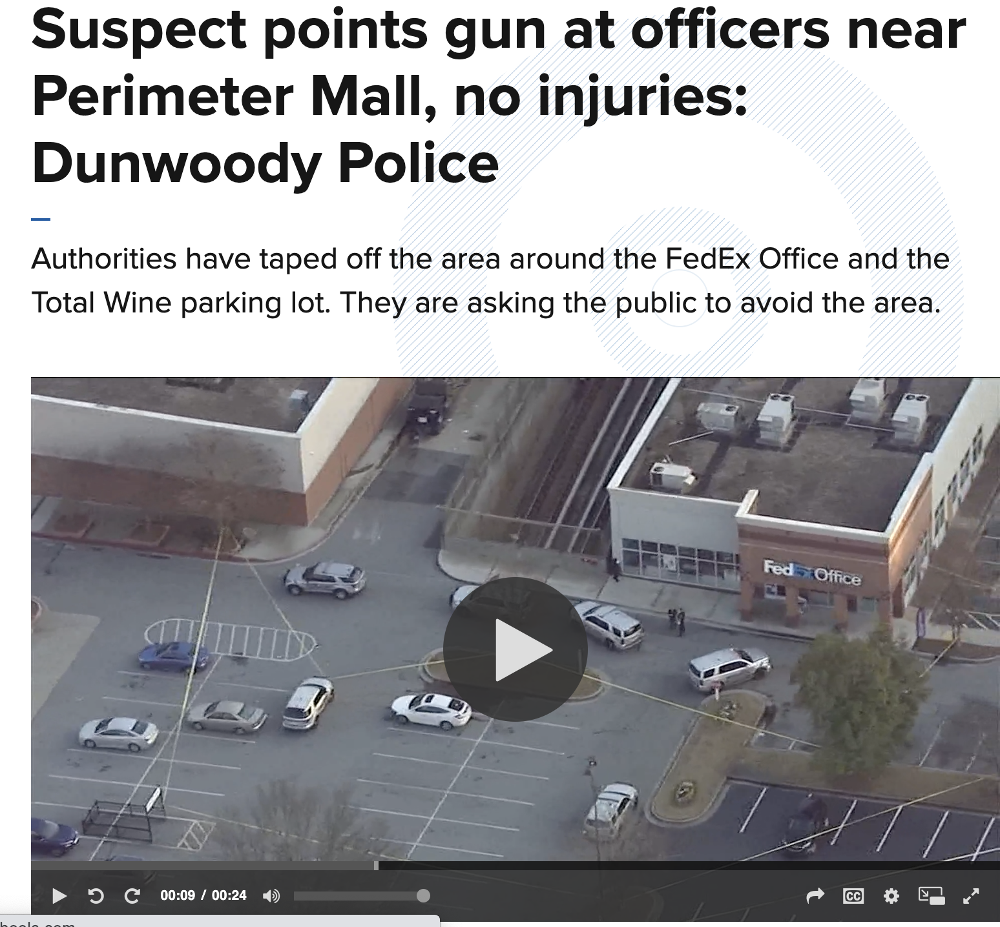 Suspect points gun at officers near
Perimeter Mall, no injuries:
Dunwoody Police
Authorities have taped off the area around the FedEx Office and the
Total Wine parking lot. They are asking the public to avoid the area.
FedEx Office
00:09 / 00:24
CC